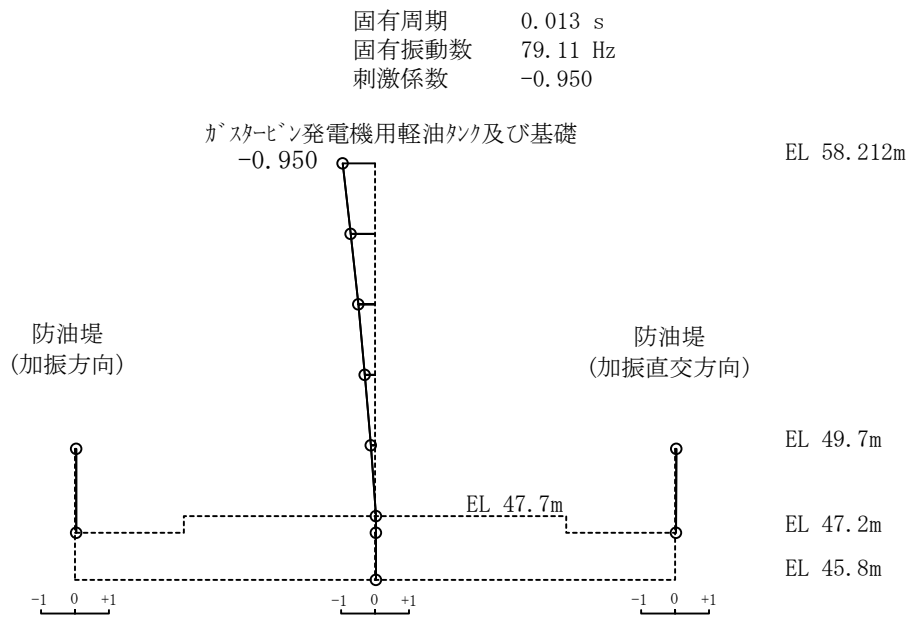 固有周期 0.013 s
固有振動数 79.11 Hz
刺激係数 -0.950
ガスタービン発電機用軽油タンク及び基礎
-0.950
EL 58.212m
防油堤
(加振方向)
防油堤
(加振直交方向)
EL 49.7m
EL 47.7m
EL 47.2m
EL 45.8m
-1 0 +1
-1 0 +1
-1 0 +1